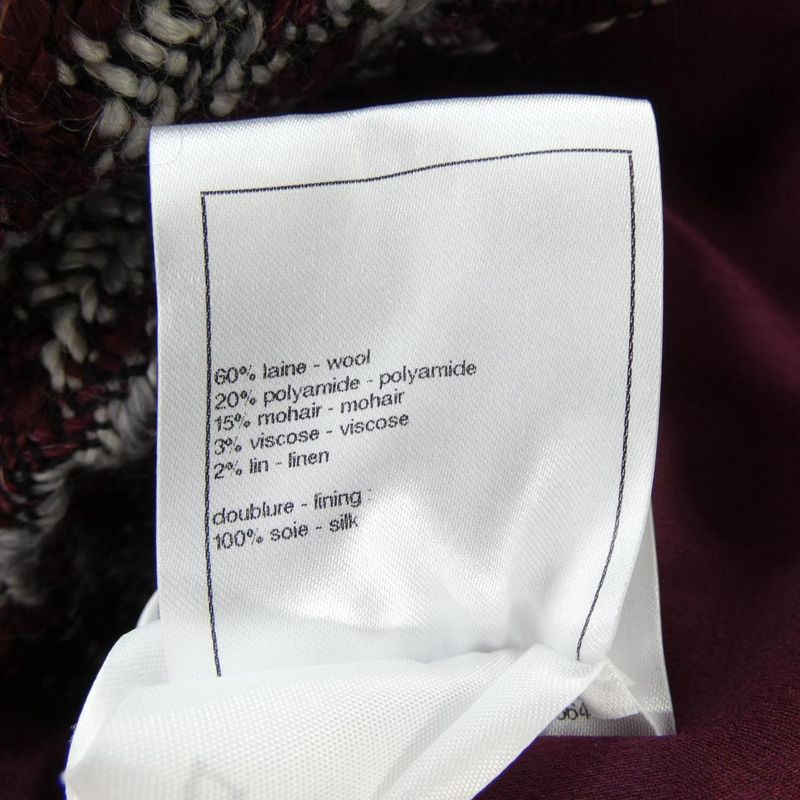 60% laine - wool
20% polyamide - polyamide
15% mohair - mohair
3% viscose - viscose
2% lin - linen
doublure - lining :
100% soie - silk